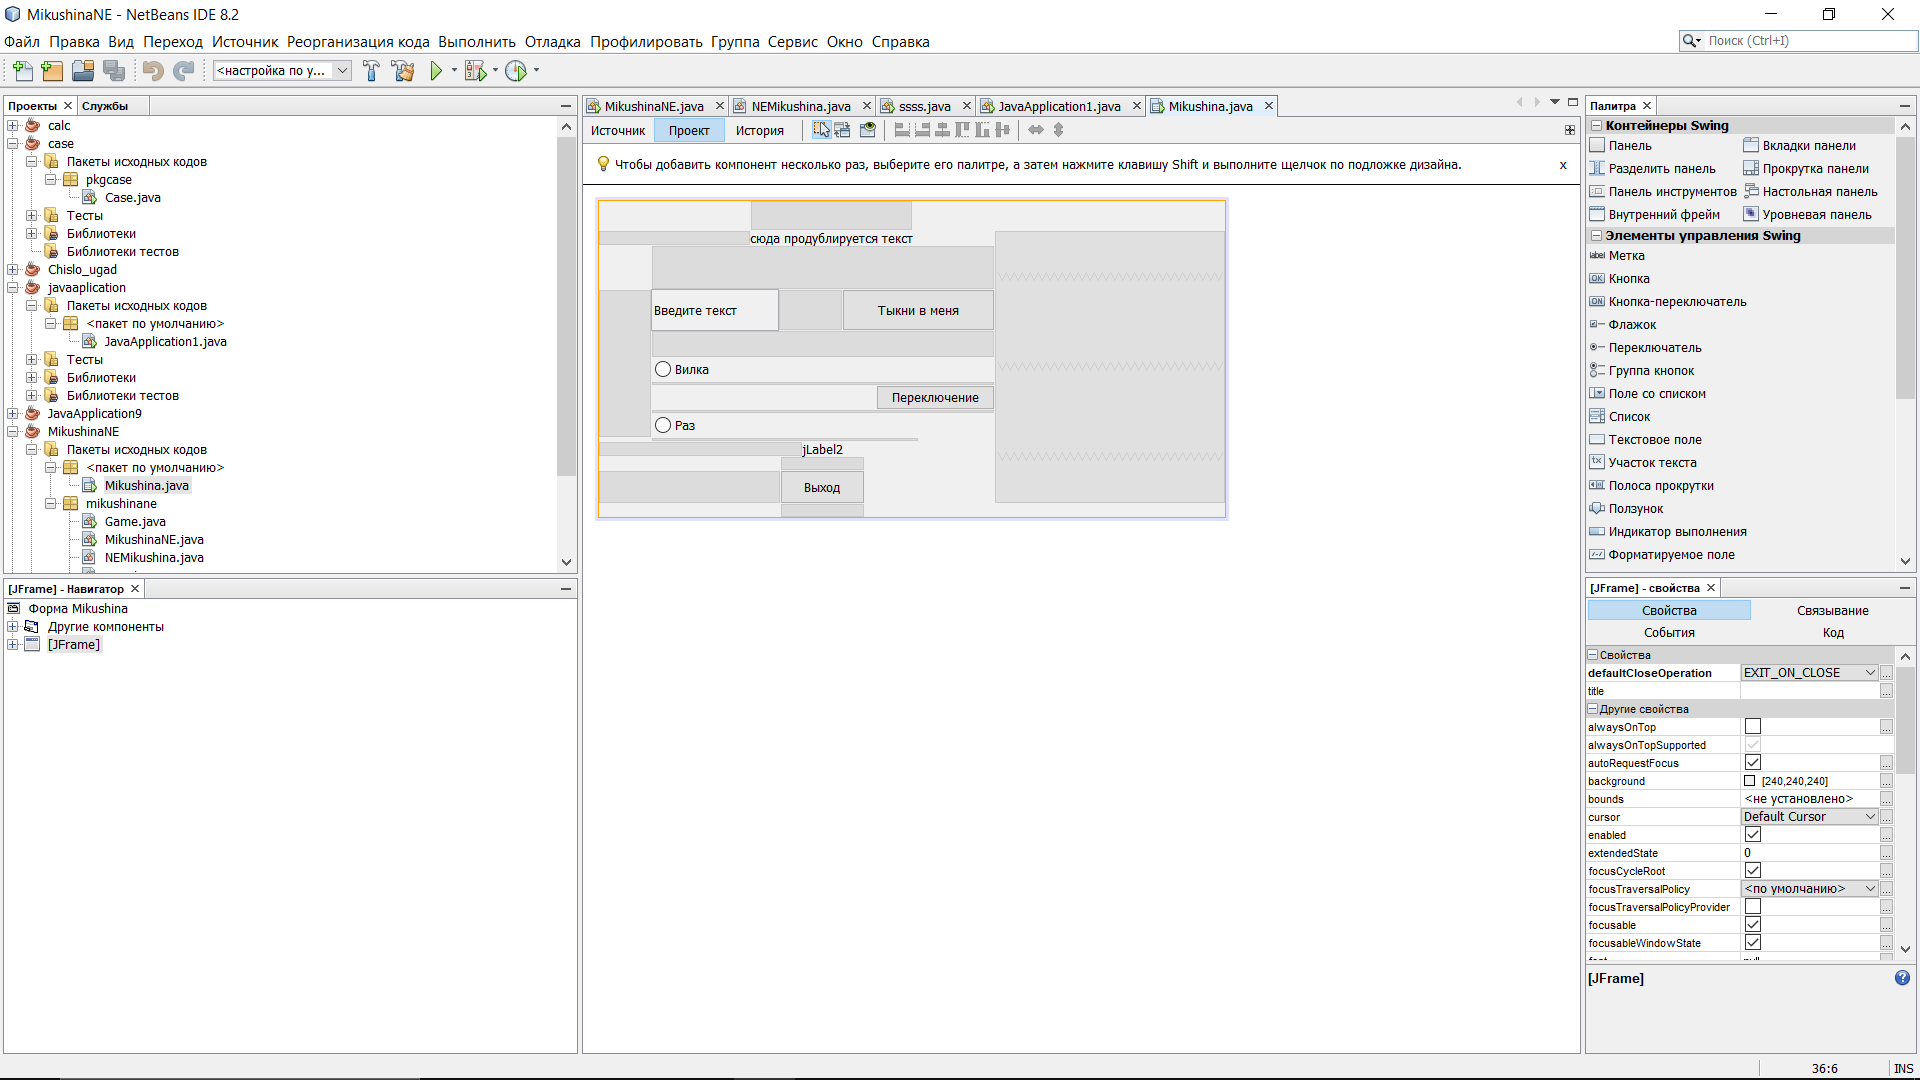 MikushinaNE - NetBeans IDE 8.2
Файл Правка Вид Переход Источник Реорганизация кода Выполнить Отладка Профилировать Группа Сервис Окно Справка
Поиск (Ctrl+I)
<настройка по у...
Проекты Службы
calc
case
Пакеты исходных кодов
pkgcase
Case.java
Тесты
Библиотеки
Библиотеки тестов
Chislo_ugad
javaaplication
Пакеты исходных кодов
<пакет по умолчанию>
JavaApplication1.java
Тесты
Библиотеки
Библиотеки тестов
JavaApplication9
MikushinaNE
Пакеты исходных кодов
<пакет по умолчанию>
Mikushina.java
mikushinane
Game.java
MikushinaNE.java
NEMikushina.java
[JFrame] - Навигатор
Форма Mikushina
Другие компоненты
[JFrame]
MikushinaNE.java NEMikushina.java ssss.java JavaApplication1.java Mikushina.java
Источник Проект История
Чтобы добавить компонент несколько раз, выберите его палитре, а затем нажмите клавишу Shift и выполните щелчок по подложке дизайна. x
сюда продублируется текст
Введите текст Тыкни в меня
Вилка
Переключение
Раз
jLabel2
Выход
Палитра
Контейнеры Swing
Панель Вкладки панели
Разделить панель Прокрутка панели
Панель инструментов Настольная панель
Внутренний фрейм Уровневая панель
Элементы управления Swing
label Метка
OK Кнопка
ON Кнопка-переключатель
Флажок
Переключатель
Группа кнопок
Поле со списком
Список
Текстовое поле
Участок текста
Полоса прокрутки
Ползунок
Индикатор выполнения
Форматируемое поле
[JFrame] - свойства
Свойства Связывание
События Код
Свойства
defaultCloseOperation EXIT_ON_CLOSE ...
title ...
Другие свойства
alwaysOnTop ...
alwaysOnTopSupported
autoRequestFocus ...
background [240,240,240] ...
bounds <не установлено> ...
cursor Default Cursor ...
enabled ...
extendedState 0 ...
focusCycleRoot ...
focusTraversalPolicy <по умолчанию> ...
focusTraversalPolicyProvider ...
focusable ...
focusableWindowState ...
[JFrame]
36:6 INS